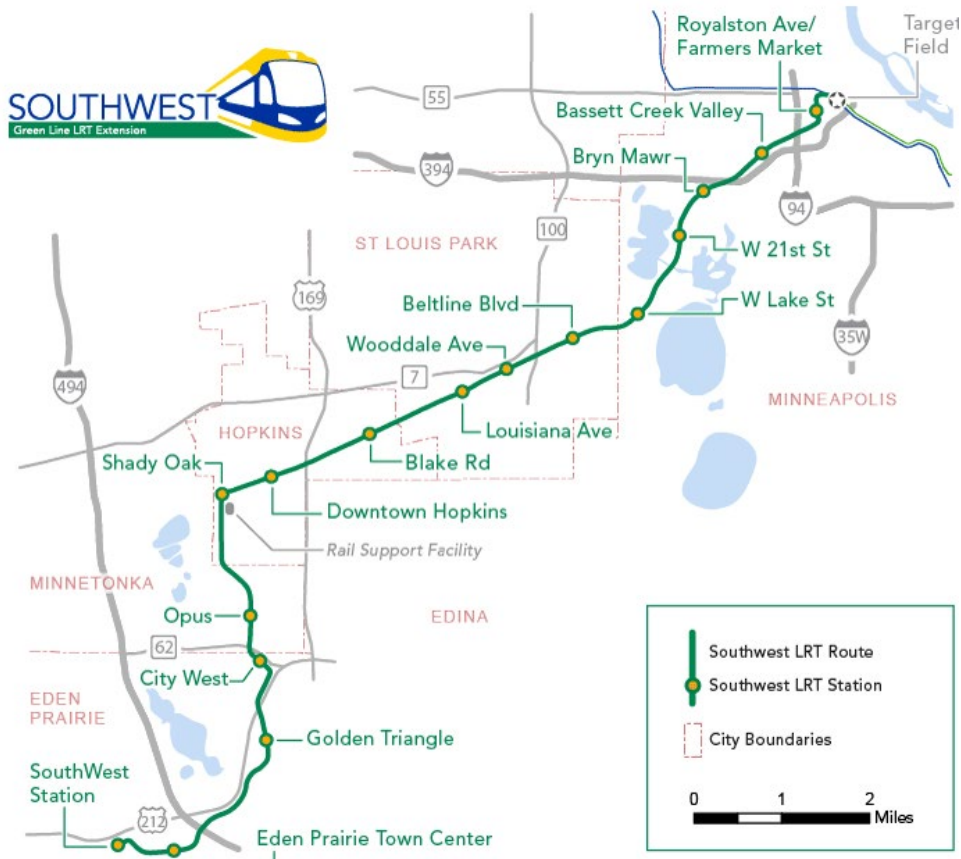 SOUTHWEST
Green Line LRT Extension
Royalston Ave/
Farmers Market
Target
Field
55
Bassett Creek Valley
Bryn Mawr
394
94
100
ST LOUIS PARK
W 21st St
169
Beltline Blvd
W Lake St
Wooddale Ave
35W
7
494
MINNEAPOLIS
HOPKINS
Louisiana Ave
Shady Oak
Blake Rd
Downtown Hopkins
Rail Support Facility
MINNETONKA
Opus
EDINA
62
City West
EDEN
PRAIRIE
Golden Triangle
SouthWest
Station
212
Eden Prairie Town Center
Southwest LRT Route
Southwest LRT Station
City Boundaries
0 1 2
Miles